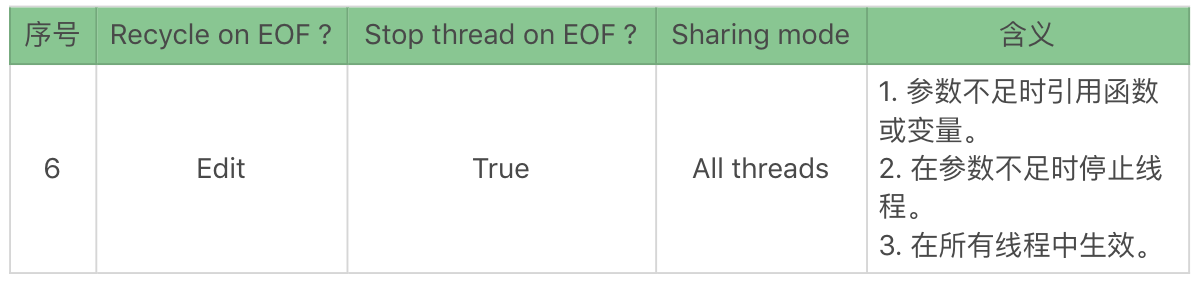 序号 Recycle on EOF ? Stop thread on EOF ? Sharing mode 含义
6 Edit True All threads
1. 参数不足时引用函数
或变量。
2. 在参数不足时停止线
程。
3. 在所有线程中生效。